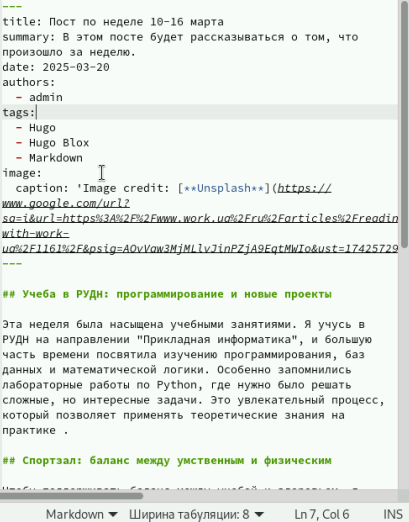 ---
title: Пост по неделе 10-16 марта
summary: В этом посте будет рассказываться о том, что
произошло за неделю.
date: 2025-03-20
authors:
  - admin
tags:
  - Hugo
  - Hugo Blox
  - Markdown
image:
  caption: 'Image credit: [**Unsplash**](https://
www.google.com/url?
sa=i&url=https%3A%2F%2Fwww.work.ua%2Fru%2Farticles%2Freadin
with-work-
ua%2F1161%2F&psig=AOvVaw3MjMLlvJinPZjA9EqtMWIo&ust=17425729
---
## Учеба в РУДН: программирование и новые проекты
Эта неделя была насыщена учебными занятиями. Я учусь в
РУДН на направлении "Прикладная информатика", и большую
часть времени посвятила изучению программирования, баз
данных и математической логики. Особенно запомнились
лабораторные работы по Python, где нужно было решать
сложные, но интересные задачи. Это увлекательный процесс,
который позволяет применять теоретические знания на
практике .
## Спортзал: баланс между умственным и физическим
Markdown Ширина табуляции: 8 Ln 7, Col 6 INS